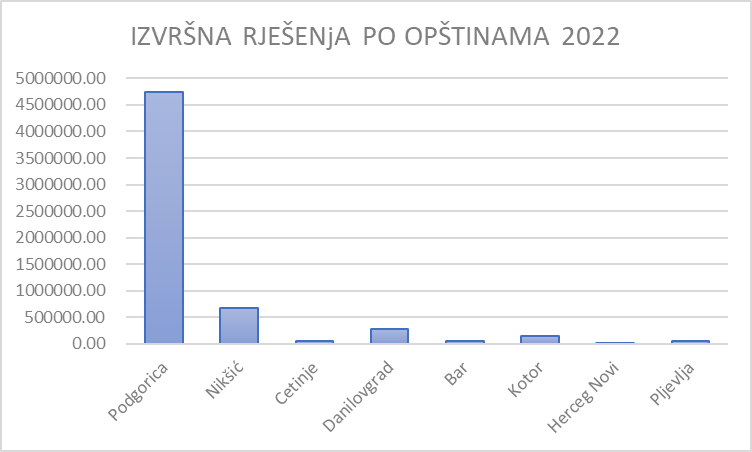 IZVRŠNA RJEŠENjA PO OPŠTINAMA 2022
5000000.00
4500000.00
4000000.00
3500000.00
3000000.00
2500000.00
2000000.00
1500000.00
1000000.00
500000.00
0.00
Podgorica
Nikšić
Cetinje
Danilovgrad
Bar
Kotor
Herceg Novi
Pljevlja